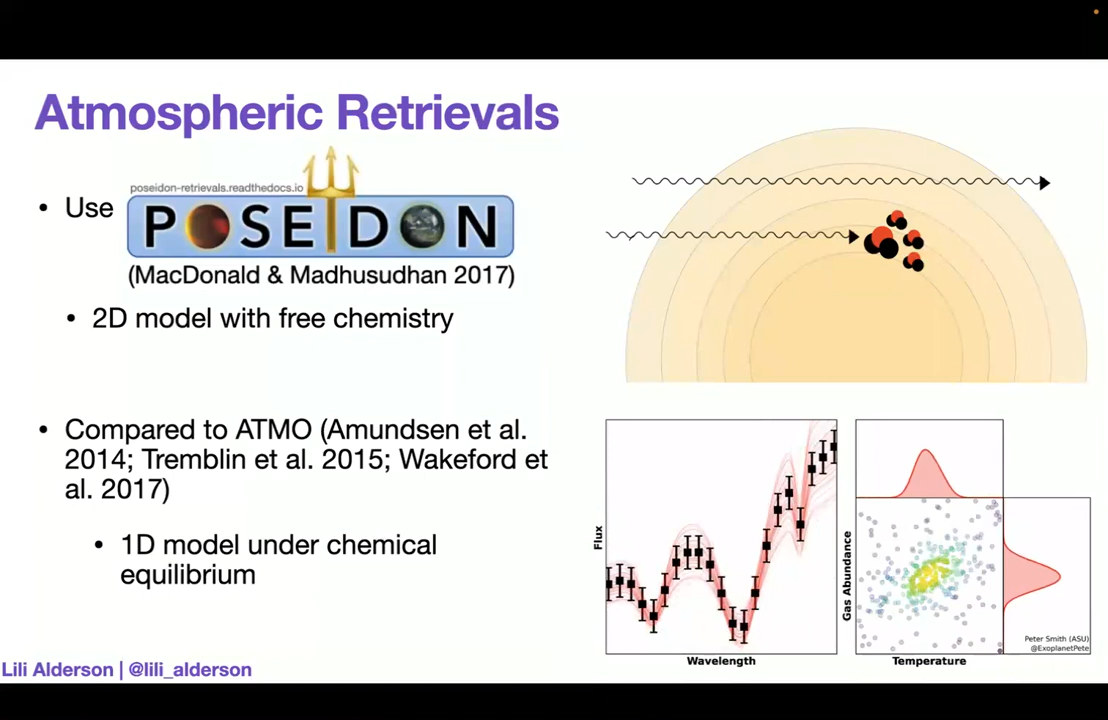 Atmospheric Retrievals
poseidon-retrievals.readthedocs.io
• Use
POSEIDON
(MacDonald & Madhusudhan 2017)
• 2D model with free chemistry
• Compared to ATMO (Amundsen et al.
2014; Tremblin et al. 2015; Wakeford et
al. 2017)
• 1D model under chemical
equilibrium
Lili Alderson | @lili_alderson
Flux
Wavelength
Gas Abundance
Temperature
Peter Smith (ASU)
@ExoplanetPete